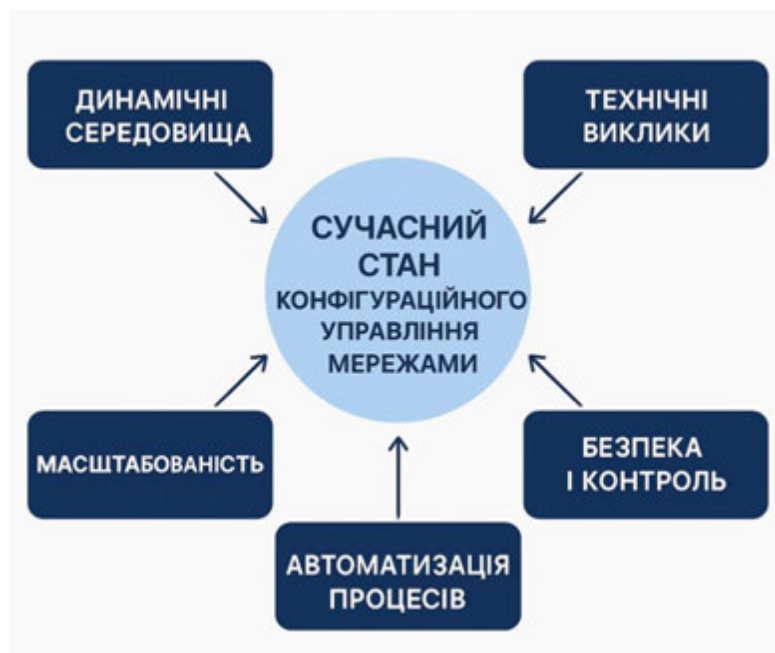 ДИНАМІЧНІ
СЕРЕДОВИЩА
ТЕХНІЧНІ
ВИКЛИКИ
СУЧАСНИЙ
СТАН
КОНФІГУРАЦІЙНОГО
УПРАВЛІННЯ
МЕРЕЖАМИ
МАСШТАБОВАНІСТЬ
БЕЗПЕКА
І КОНТРОЛЬ
АВТОМАТИЗАЦІЯ
ПРОЦЕСІВ